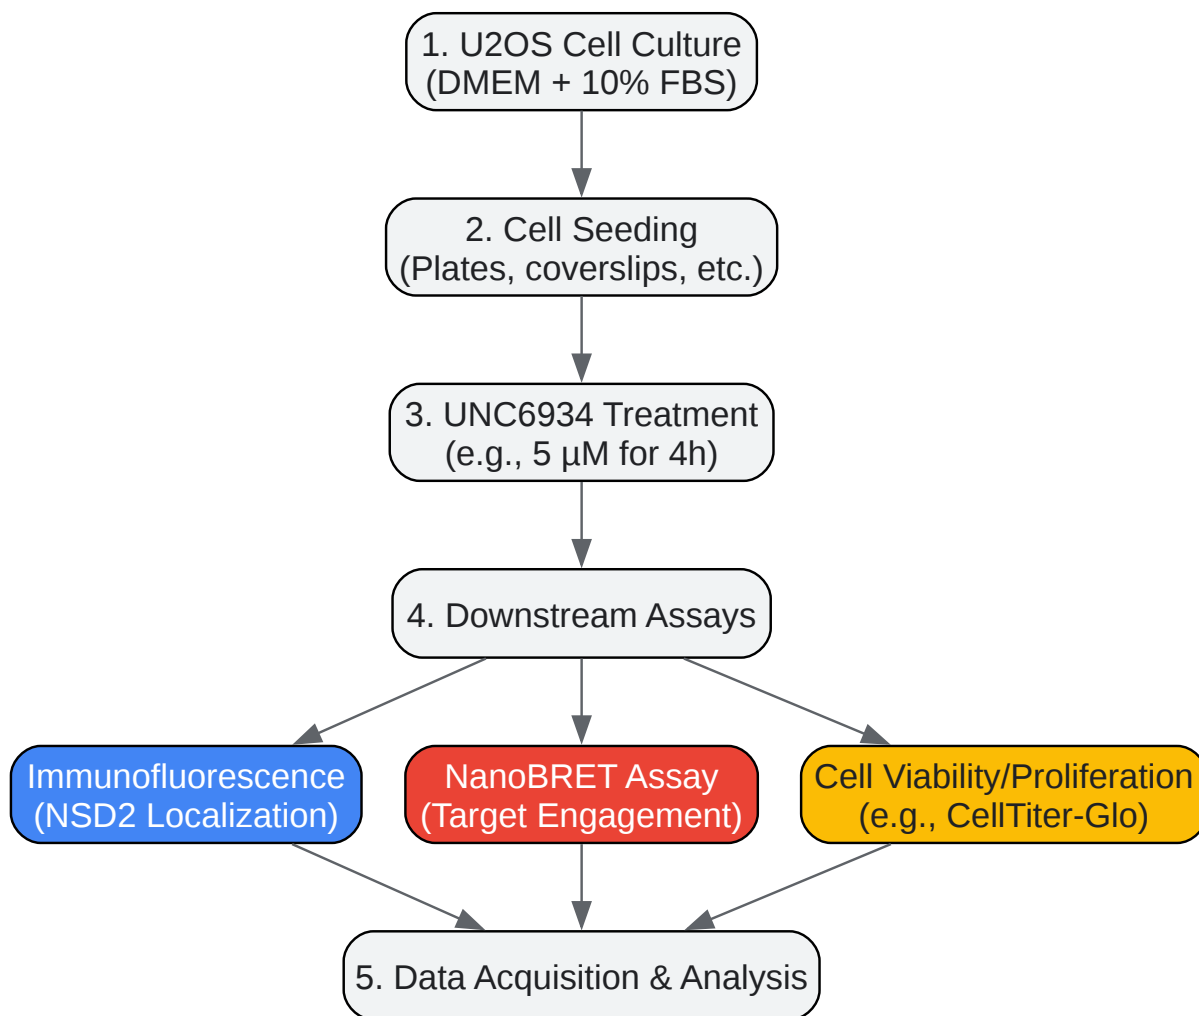 1. U2OS Cell Culture
(DMEM + 10% FBS)
2. Cell Seeding
(Plates, coverslips, etc.)
3. UNC6934 Treatment
(e.g., 5 µM for 4h)
4. Downstream Assays
Immunofluorescence
(NSD2 Localization)
NanoBRET Assay
(Target Engagement)
Cell Viability/Proliferation
(e.g., CellTiter-Glo)
5. Data Acquisition & Analysis